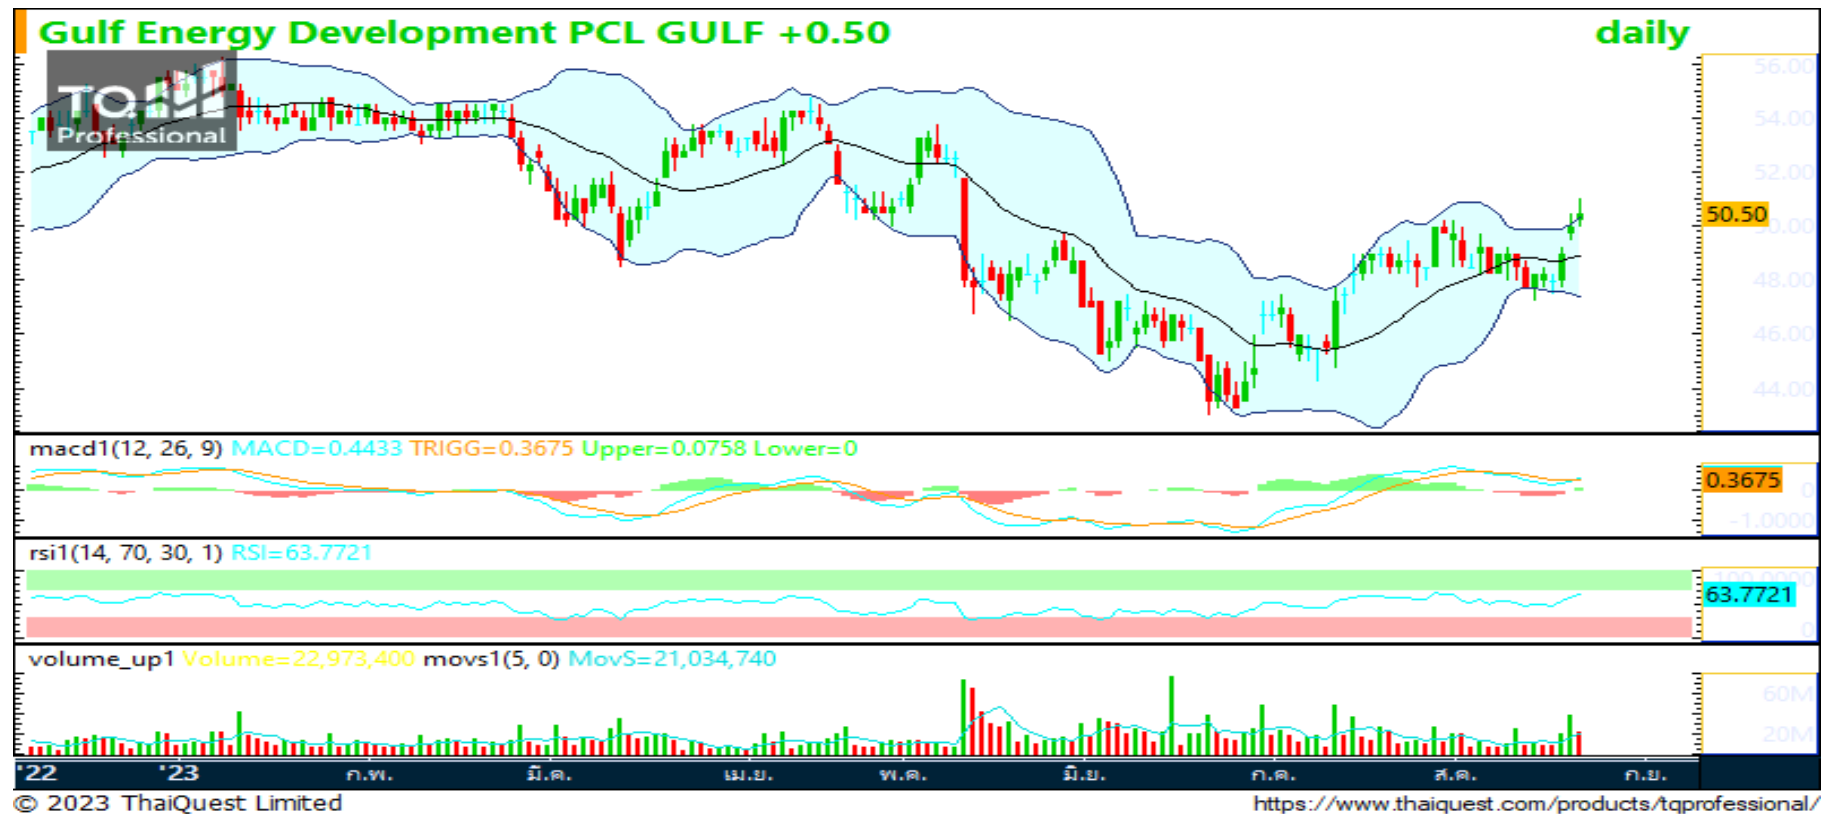 Gulf Energy Development PCL GULF +0.50
daily
TQ
Professional
56.00
54.00
52.00
50.50
50.00
48.00
46.00
44.00
macd1(12, 26, 9) MACD=0.4433 TRIGG=0.3675 Upper=0.0758 Lower=0
0.3675
0
-1.0000
rsi1(14, 70, 30, 1) RSI=63.7721
100.0000
63.7721
0
volume_up1 Volume=22,973,400 movs1(5, 0) MovS=21,034,740
60M
20M
'22 '23 ก.พ. มี.ค. เม.ย. พ.ค. มิ.ย. ก.ค. ส.ค. ก.ย.
© 2023 ThaiQuest Limited
https://www.thaiquest.com/products/tqprofessional/